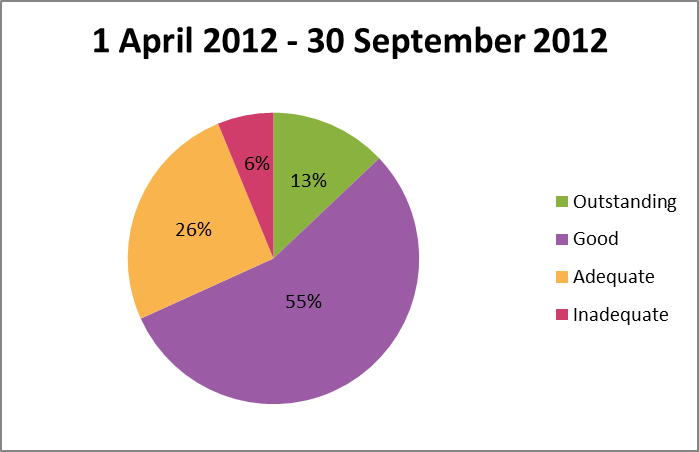 1 April 2012 - 30 September 2012
6%
13%
26%
55%
Outstanding
Good
Adequate
Inadequate